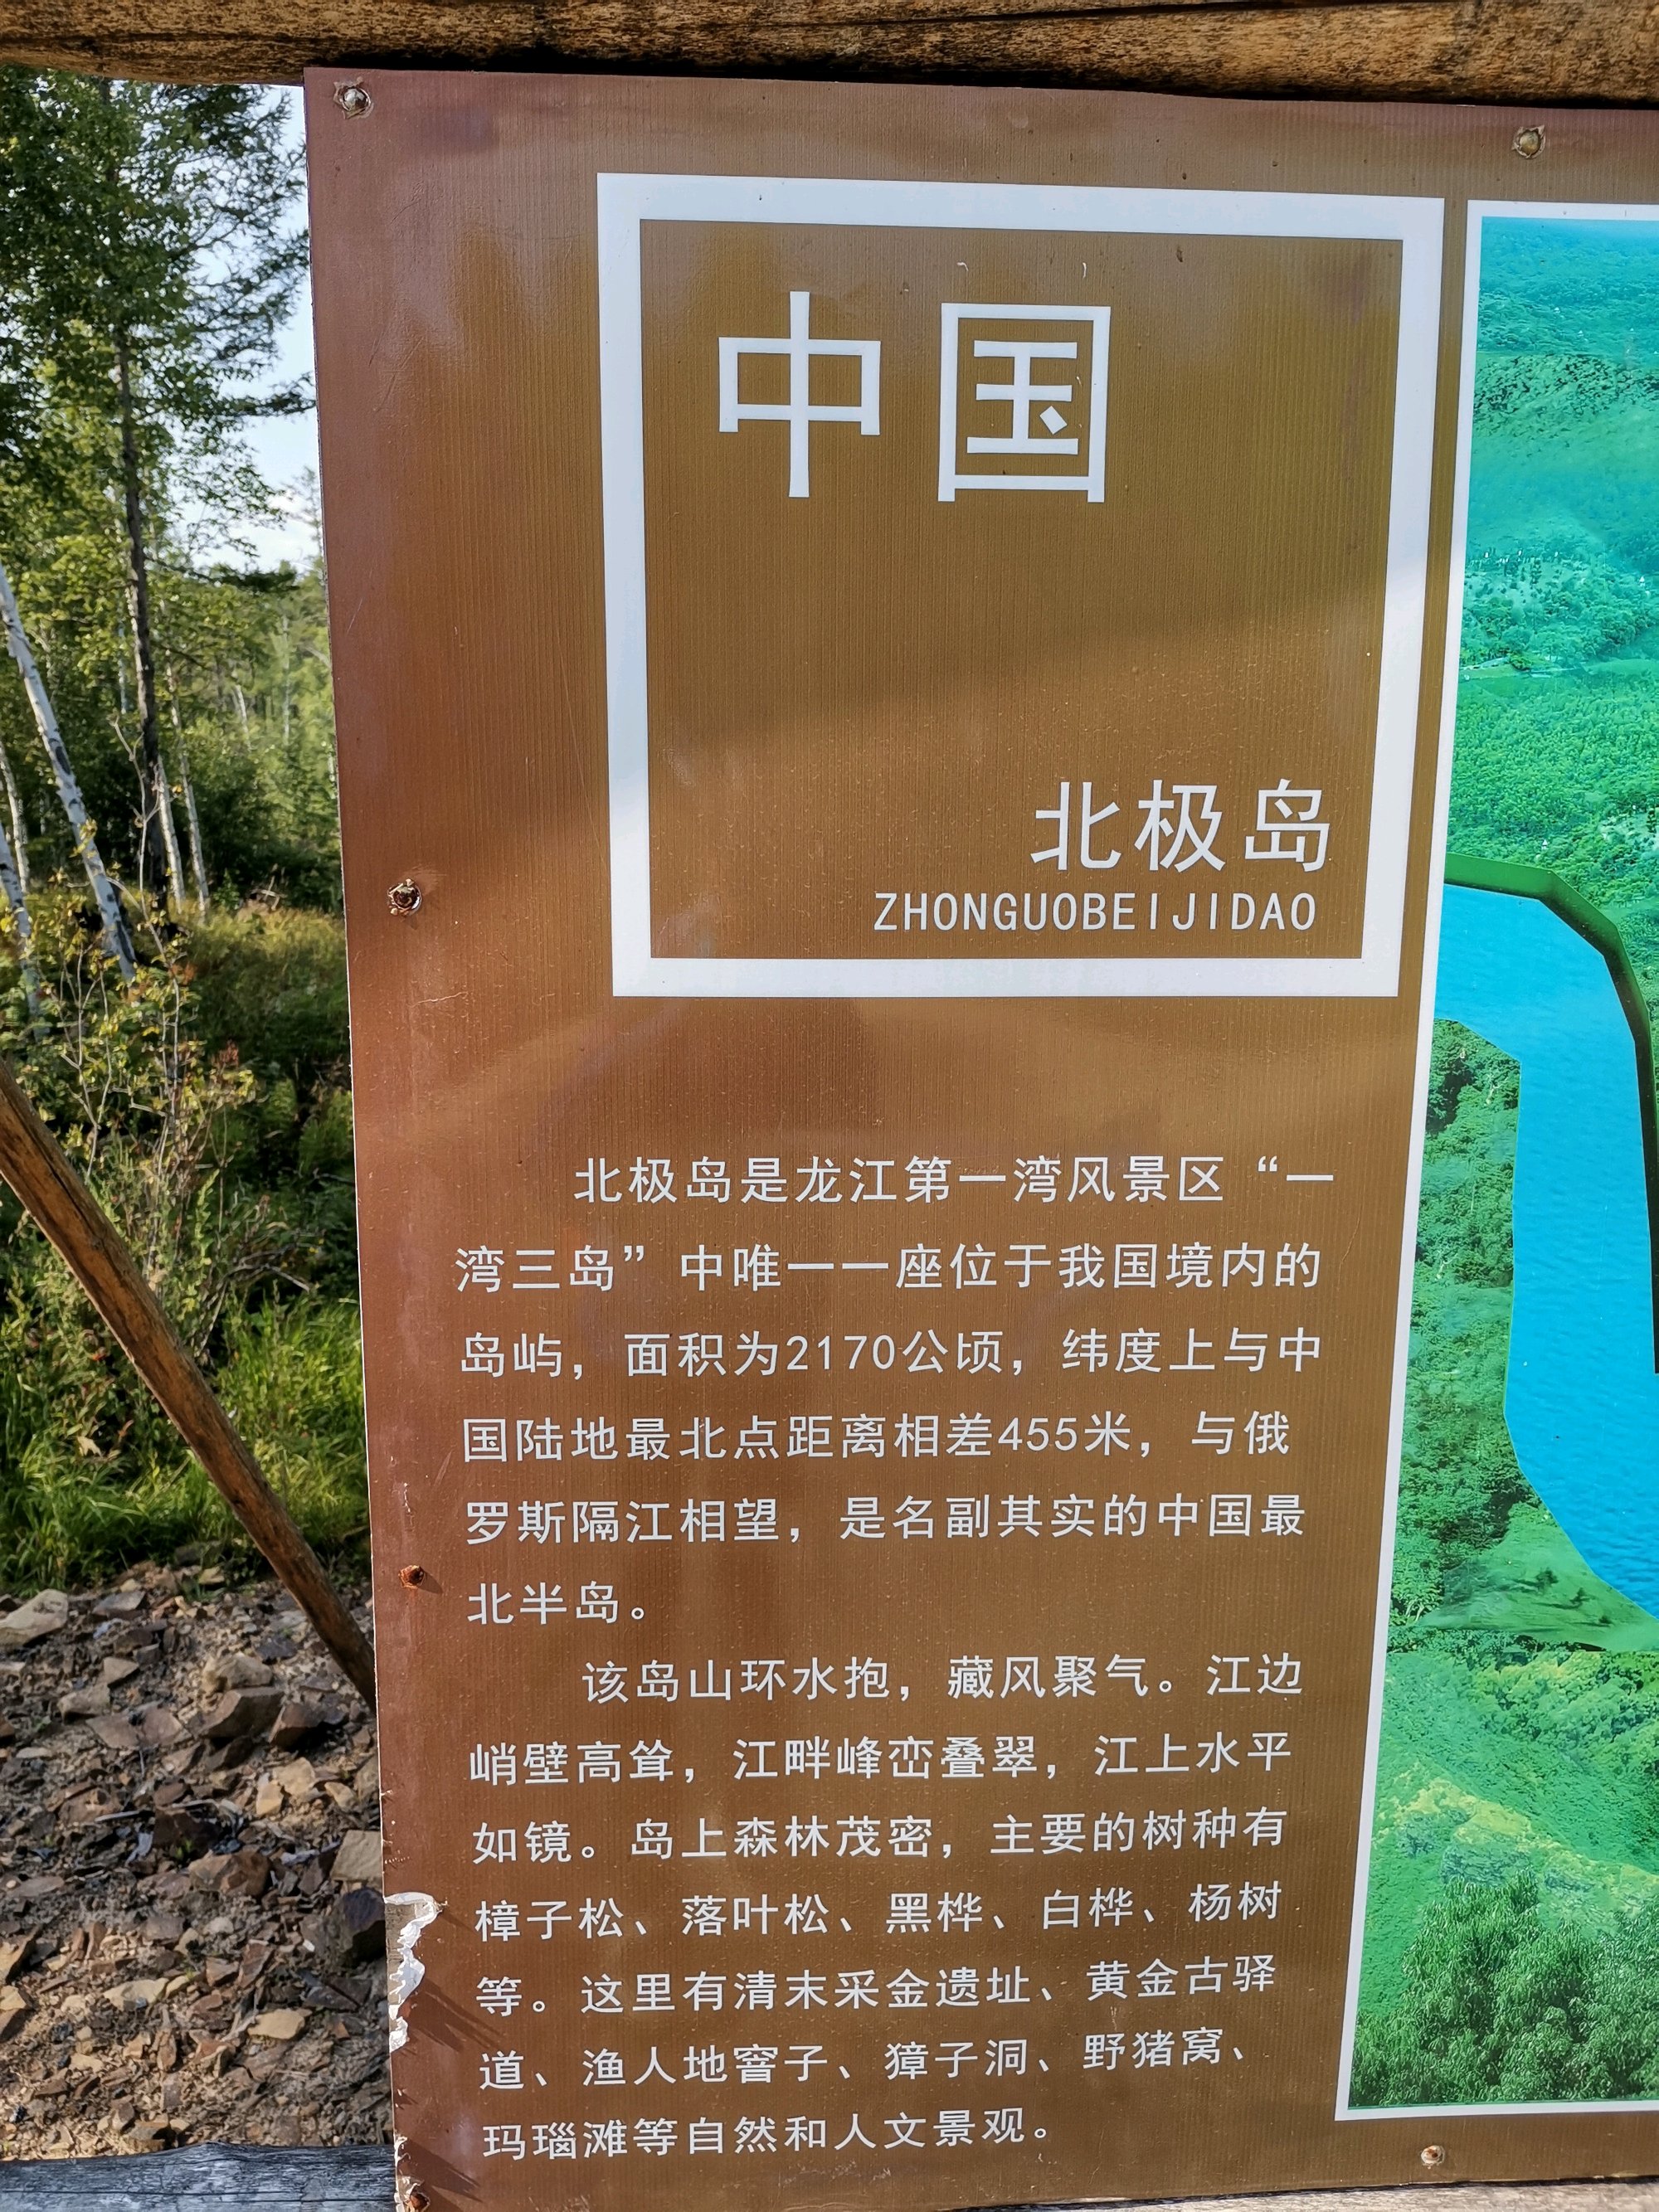 中国
北极岛
ZHONGUOBEIJIDAO
北极岛是龙江第一湾风景区“一
湾三岛”中唯一一座位于我国境内的
岛屿，面积为2170公顷，纬度上与中
国陆地最北点距离相差455米，与俄
罗斯隔江相望，是名副其实的中国最
北半岛。
该岛山环水抱，藏风聚气。江边
峭壁高耸，江畔峰峦叠翠，江上水平
如镜。岛上森林茂密，主要的树种有
樟子松、落叶松、黑桦、白桦、杨树
等。这里有清末采金遗址、黄金古驿
道、渔人地窨子、獐子洞、野猪窝、
玛瑙滩等自然和人文景观。